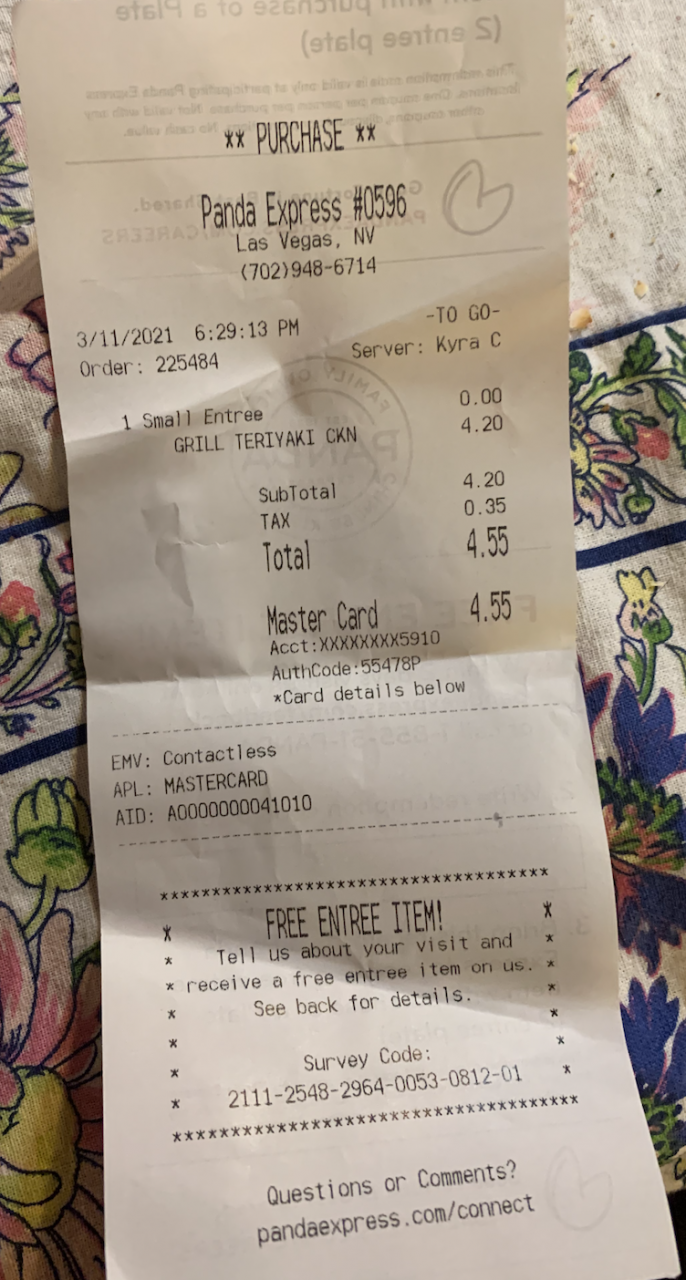 ** PURCHASE **
Panda Express #0596
Las Vegas, NV
(702)948-6714
-TO GO-
3/11/2021 6:29:13 PM
Order: 225484 Server: Kyra C
1 Small Entree 0.00
GRILL TERIYAKI CKN 4.20
SubTotal 4.20
TAX 0.35
Total 4.55
Master Card 4.55
Acct:XXXXXXXX5910
AuthCode:55478P
*Card details below
EMV: Contactless
APL: MASTERCARD
AID: A0000000041010
*************************************
* FREE ENTREE ITEM! *
* Tell us about your visit and *
* receive a free entree item on us. *
* See back for details. *
* *
* Survey Code: *
* 2111-2548-2964-0053-0812-01 *
*************************************
Questions or Comments?
pandaexpress.com/connect